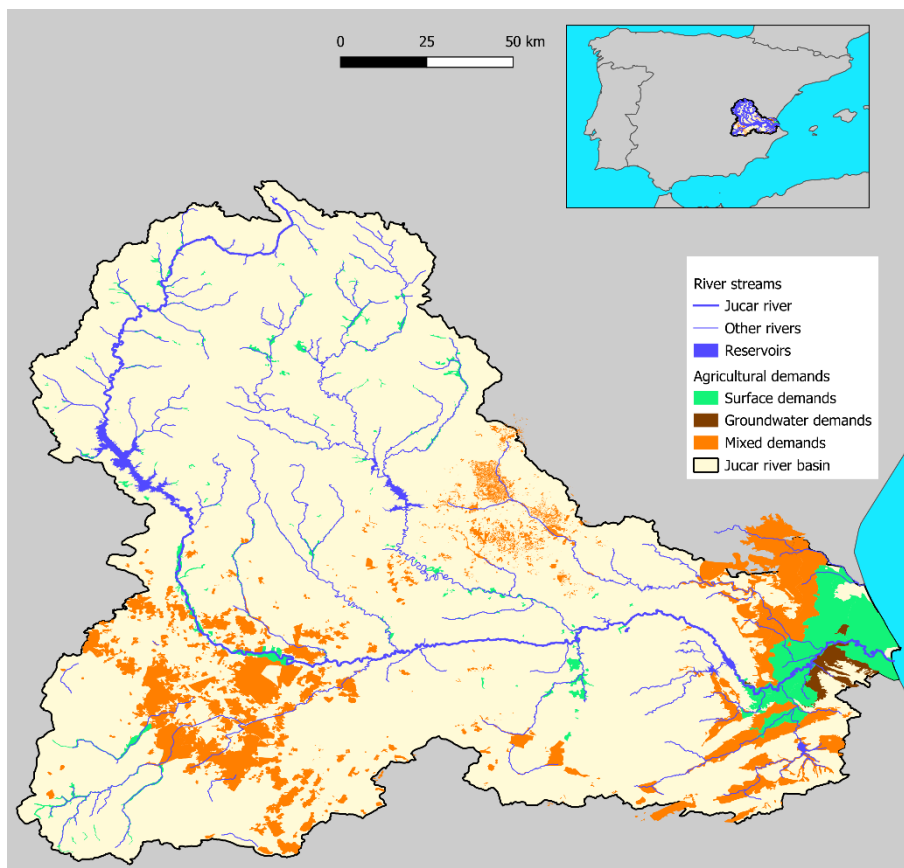 0 25 50 km
River streams
Jucar river
Other rivers
Reservoirs
Agricultural demands
Surface demands
Groundwater demands
Mixed demands
Jucar river basin